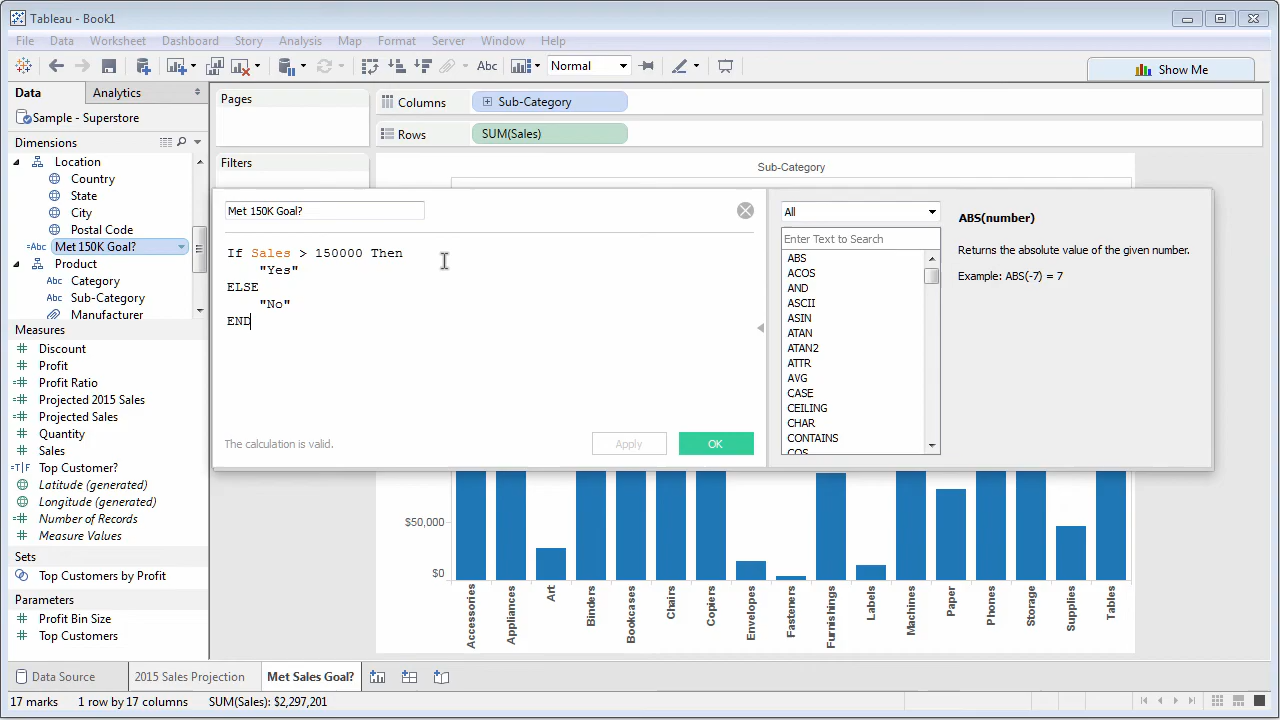 Tableau - Book1
File Data Worksheet Dashboard Story Analysis Map Format Server Window Help
Abc Normal Show Me
Data Analytics
Sample - Superstore
Dimensions
Location
Country
State
City
Postal Code
=Abc Met 150K Goal?
Product
Abc Category
Abc Sub-Category
Manufacturer
Measures
Discount
Profit
Profit Ratio
Projected 2015 Sales
Projected Sales
Quantity
Sales
Top Customer?
Latitude (generated)
Longitude (generated)
Number of Records
Measure Values
Sets
Top Customers by Profit
Parameters
Profit Bin Size
Top Customers
Pages
Filters
Columns Sub-Category
Rows SUM(Sales)
Sub-Category
Met 150K Goal?
If Sales > 150000 Then
"Yes"
ELSE
"No"
END
The calculation is valid.
Apply OK
All
Enter Text to Search
ABS
ACOS
AND
ASCII
ASIN
ATAN
ATAN2
ATTR
AVG
CASE
CEILING
CHAR
CONTAINS
COS
ABS(number)
Returns the absolute value of the given number.
Example: ABS(-7) = 7
$50,000
$0
Accessories
Appliances
Art
Binders
Bookcases
Chairs
Copiers
Envelopes
Fasteners
Furnishings
Labels
Machines
Paper
Phones
Storage
Supplies
Tables
Data Source 2015 Sales Projection Met Sales Goal?
17 marks 1 row by 17 columns SUM(Sales): $2,297,201